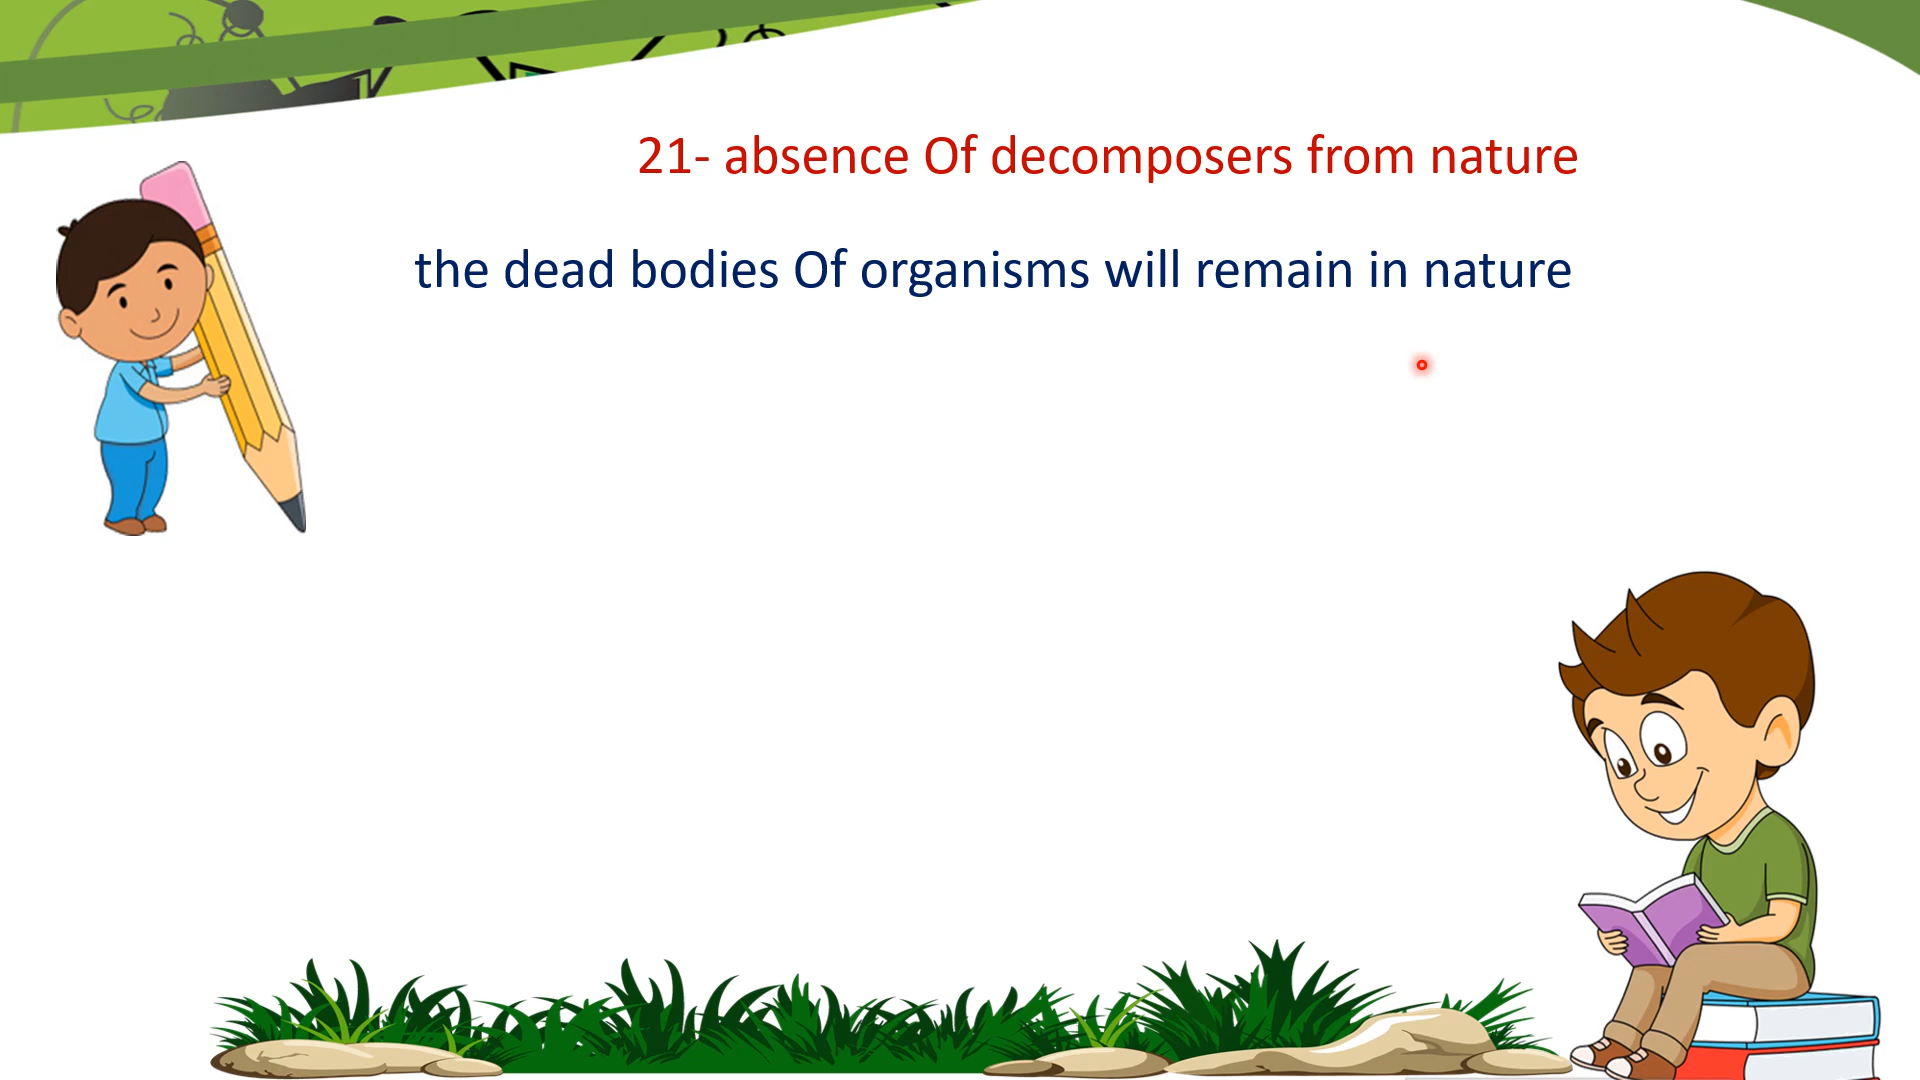 21- absence Of decomposers from nature
the dead bodies Of organisms will remain in nature